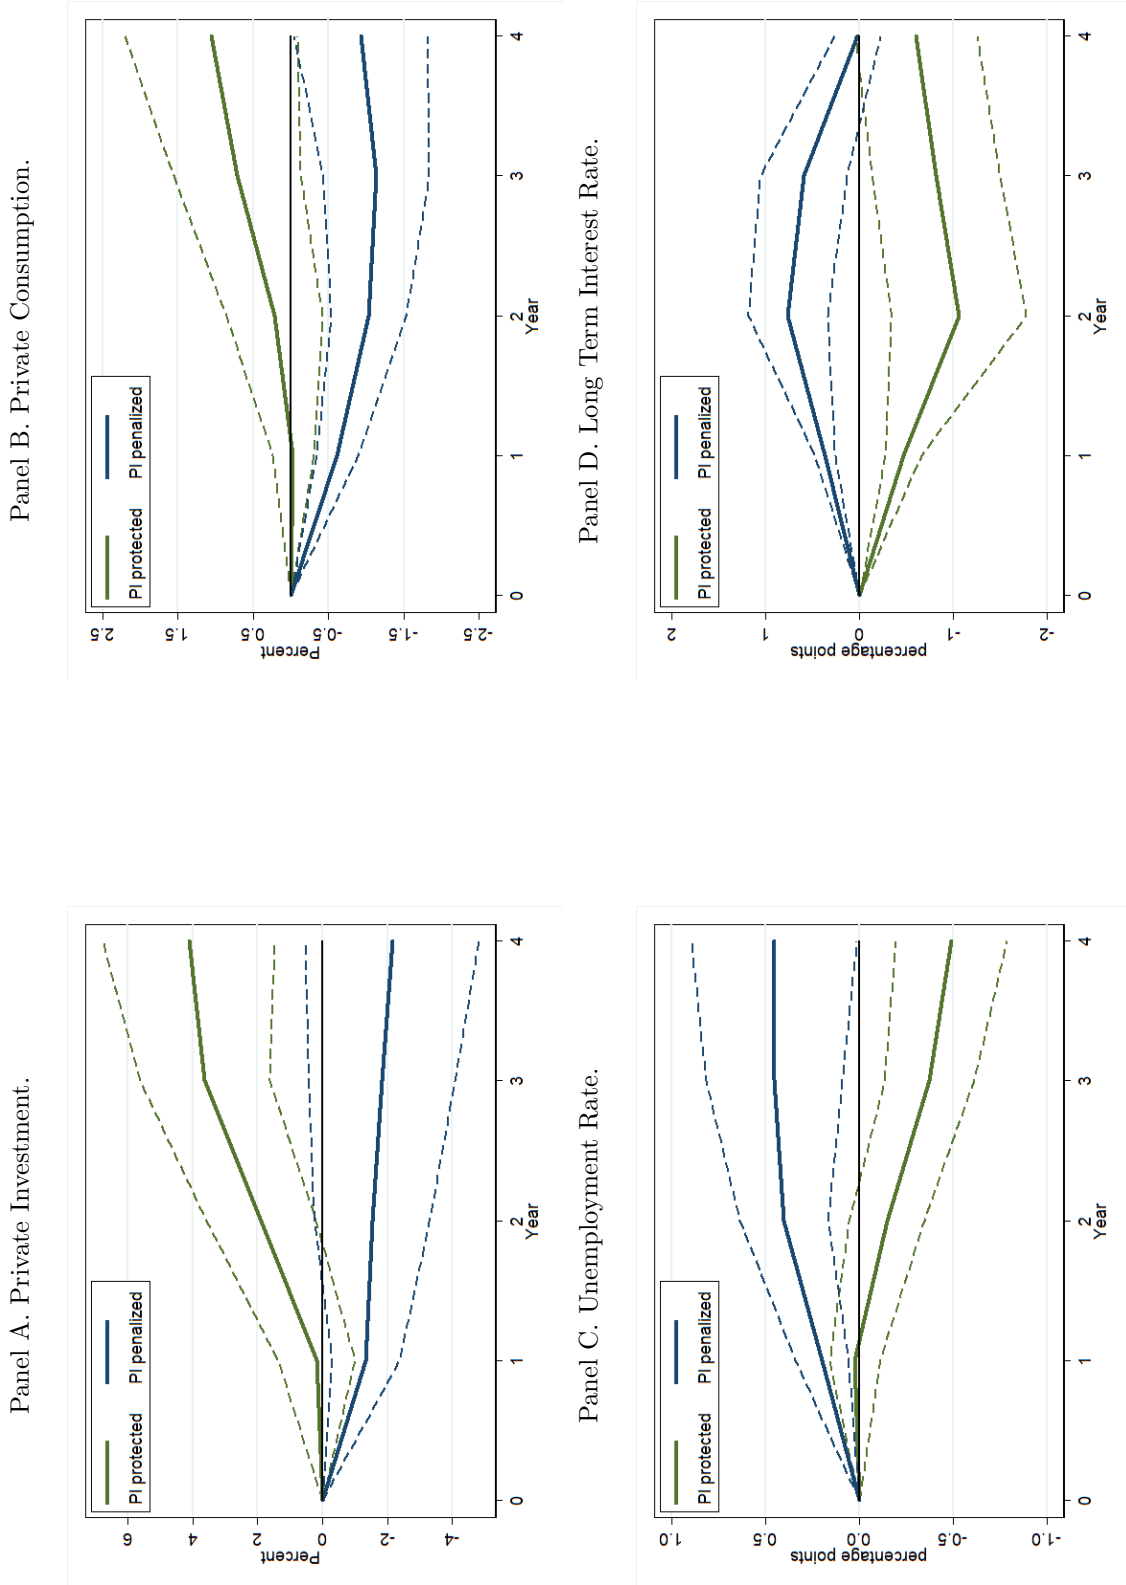 Panel A. Private Investment.
PI protected PI penalized
Percent
6
4
2
0
-2
-4
0 1 2 3 4
Year
Panel B. Private Consumption.
PI protected PI penalized
Percent
2.5
1.5
0.5
-0.5
-1.5
-2.5
0 1 2 3 4
Year
Panel C. Unemployment Rate.
PI protected PI penalized
percentage points
1.0
0.5
0.0
-0.5
-1.0
0 1 2 3 4
Year
Panel D. Long Term Interest Rate.
PI protected PI penalized
percentage points
2
1
0
-1
-2
0 1 2 3 4
Year